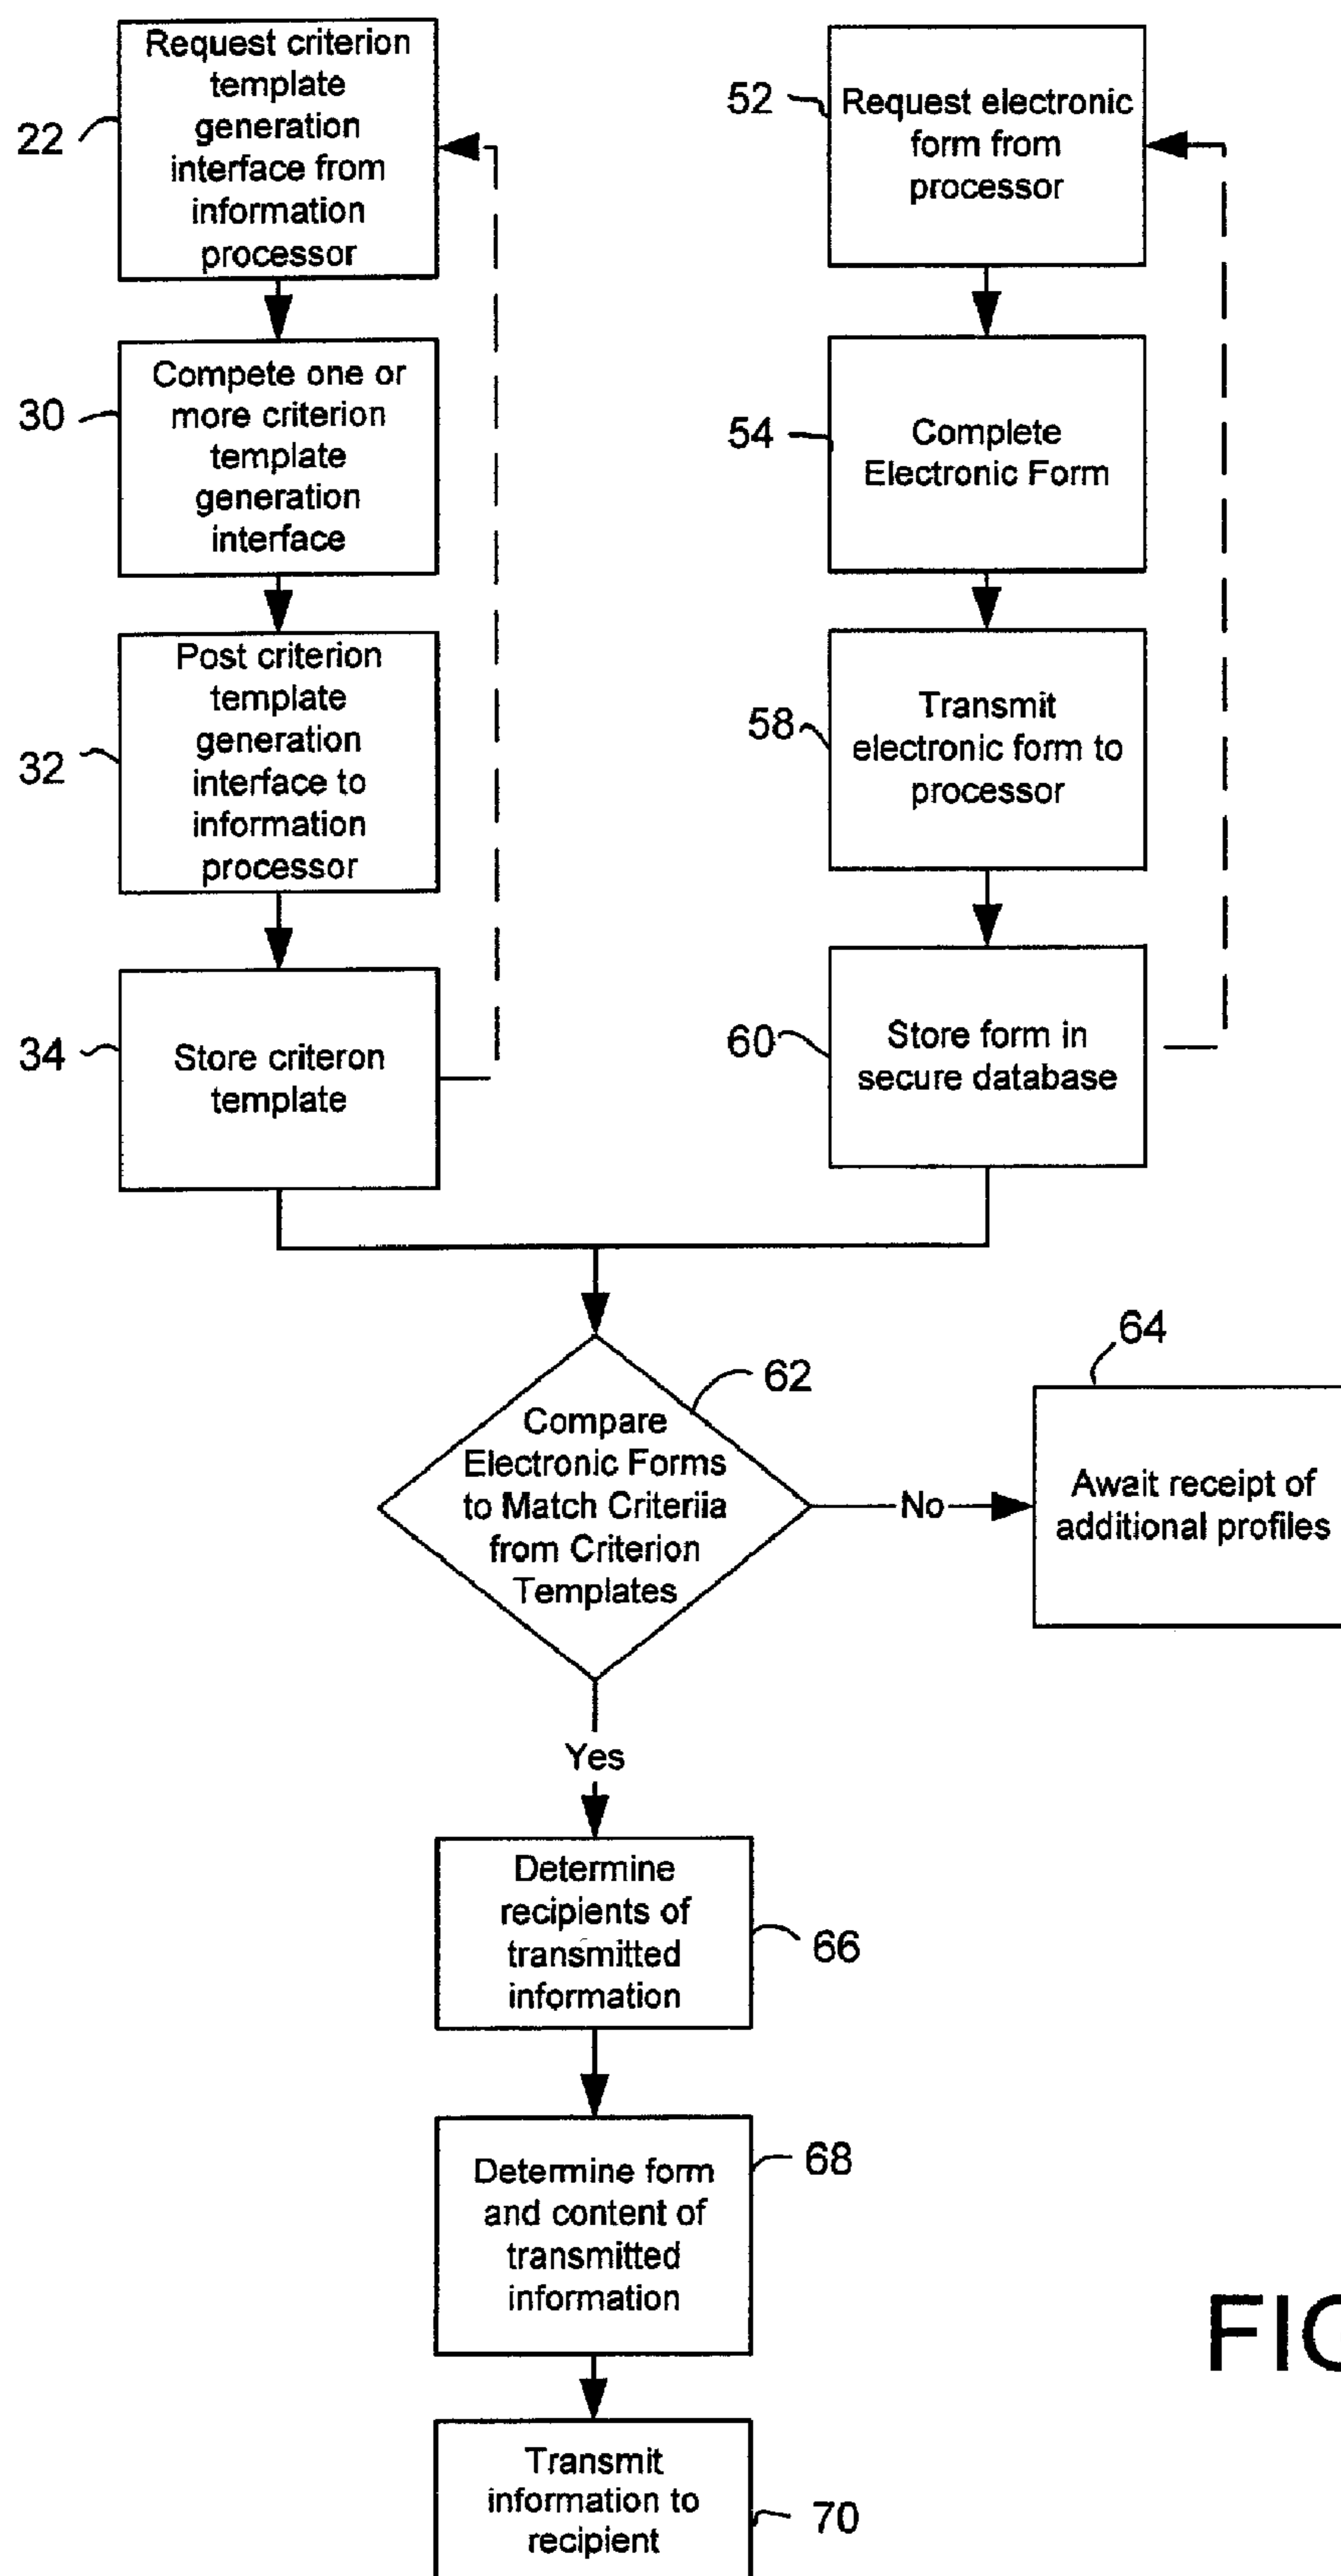 22
Request criterion
template
generation
interface from
information
processor
30
Compete one or
more criterion
template
generation
interface
32
Post criterion
template
generation
interface to
information
processor
34
Store criteron
template
52
Request electronic
form from
processor
54
Complete
Electronic Form
58
Transmit
electronic form to
processor
60
Store form in
secure database
62
Compare
Electronic Forms
to Match Criteriia
from Criterion
Templates
No
64
Await receipt of
additional profiles
Yes
Determine
recipients of
transmitted
information
66
Determine form
and content of
transmitted
information
68
Transmit
information to
recipient
70